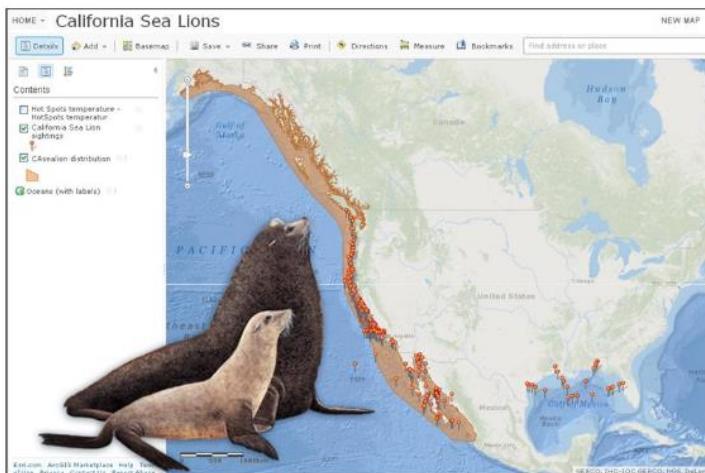 HOME California Sea Lions
NEW MAP
Details Add Basemap Save Share Print Directions Measure Bookmarks Find address or place
Contents
Hot Spots temperature -
HotSpots temperatur
California Sea Lion
sightings
CAsealion distribution
Oceans (with labels)
Hudson
Bay
Canada
Gulf of
PACIFIC
United States
Gulf of Mexico
Mexico
Esri.com ArcGIS Marketplace Help